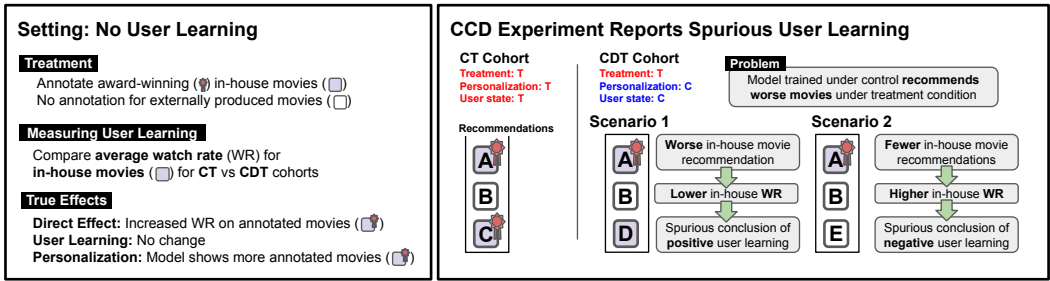 Setting: No User Learning
Treatment
Annotate award-winning ( ) in-house movies ( )
No annotation for externally produced movies ( )
Measuring User Learning
Compare average watch rate (WR) for
in-house movies ( ) for CT vs CDT cohorts
True Effects
Direct Effect: Increased WR on annotated movies ( )
User Learning: No change
Personalization: Model shows more annotated movies ( )
CCD Experiment Reports Spurious User Learning
CT Cohort
Treatment: T
Personalization: T
User state: T
Recommendations
A
B
C
CDT Cohort
Treatment: T
Personalization: C
User state: C
Problem
Model trained under control recommends
worse movies under treatment condition
Scenario 1
A
B
D
Worse in-house movie
recommendation
Lower in-house WR
Spurious conclusion of
positive user learning
Scenario 2
A
B
E
Fewer in-house movie
recommendations
Higher in-house WR
Spurious conclusion of
negative user learning